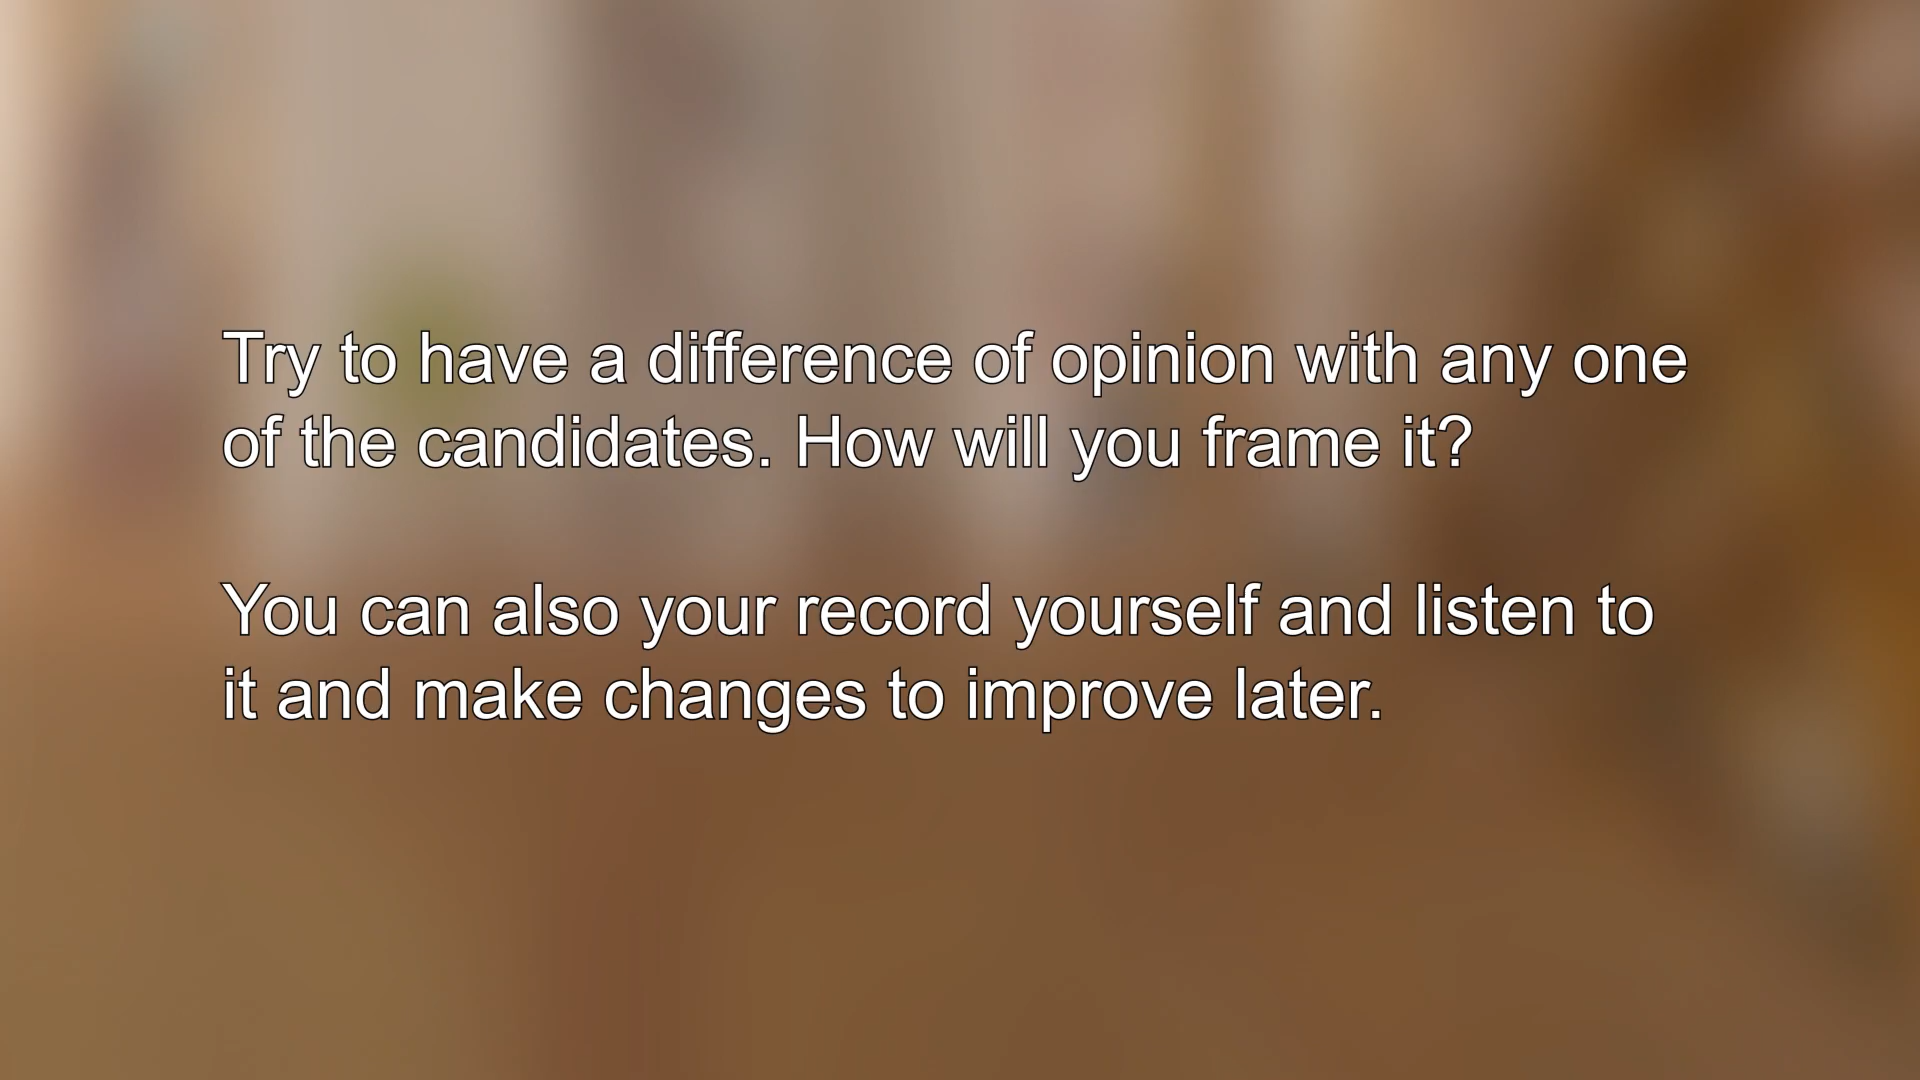 Try to have a difference of opinion with any one
of the candidates. How will you frame it?
You can also your record yourself and listen to
it and make changes to improve later.